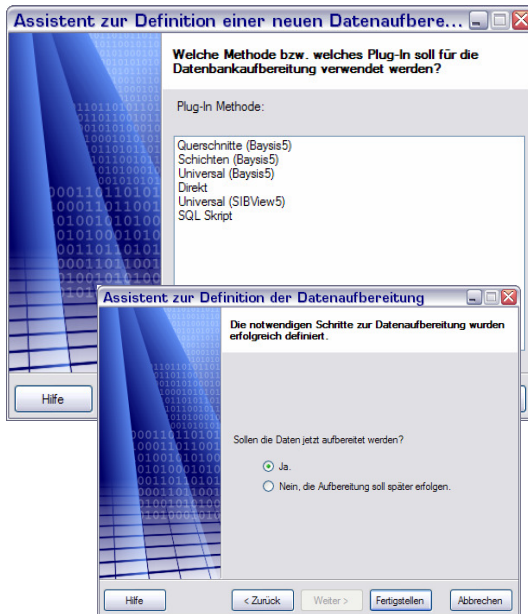 Assistent zur Definition einer neuen Datenaufbere...
Welche Methode bzw. welches Plug-In soll für die
Datenbankaufbereitung verwendet werden?
Plug-In Methode:
Querschnitte (Baysis5)
Schichten (Baysis5)
Universal (Baysis5)
Direkt
Universal (SIBView5)
SQL Skript
Hilfe
Assistent zur Definition der Datenaufbereitung
Die notwendigen Schritte zur Datenaufbereitung wurden
erfolgreich definiert.
Sollen die Daten jetzt aufbereitet werden?
Ja.
Nein, die Aufbereitung soll später erfolgen.
Hilfe
< Zurück
Weiter >
Fertigstellen
Abbrechen